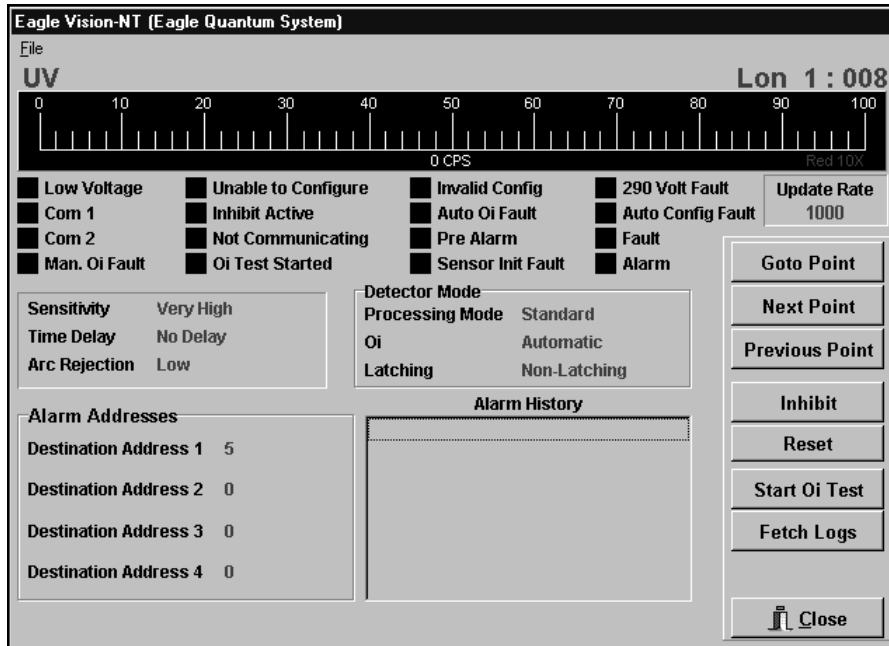 Eagle Vision-NT (Eagle Quantum System)
File
UV Lon 1 : 008
0 10 20 30 40 50 60 70 80 90 100
0 CPS Red 10X
Low Voltage Unable to Configure Invalid Config 290 Volt Fault
Com 1 Inhibit Active Auto Oi Fault Auto Config Fault
Com 2 Not Communicating Pre Alarm Fault
Man. Oi Fault Oi Test Started Sensor Init Fault Alarm
Update Rate
1000
Sensitivity Very High
Time Delay No Delay
Arc Rejection Low
Detector Mode
Processing Mode Standard
Oi Automatic
Latching Non-Latching
Alarm Addresses
Destination Address 1 5
Destination Address 2 0
Destination Address 3 0
Destination Address 4 0
Alarm History
Goto Point
Next Point
Previous Point
Inhibit
Reset
Start Oi Test
Fetch Logs
Close